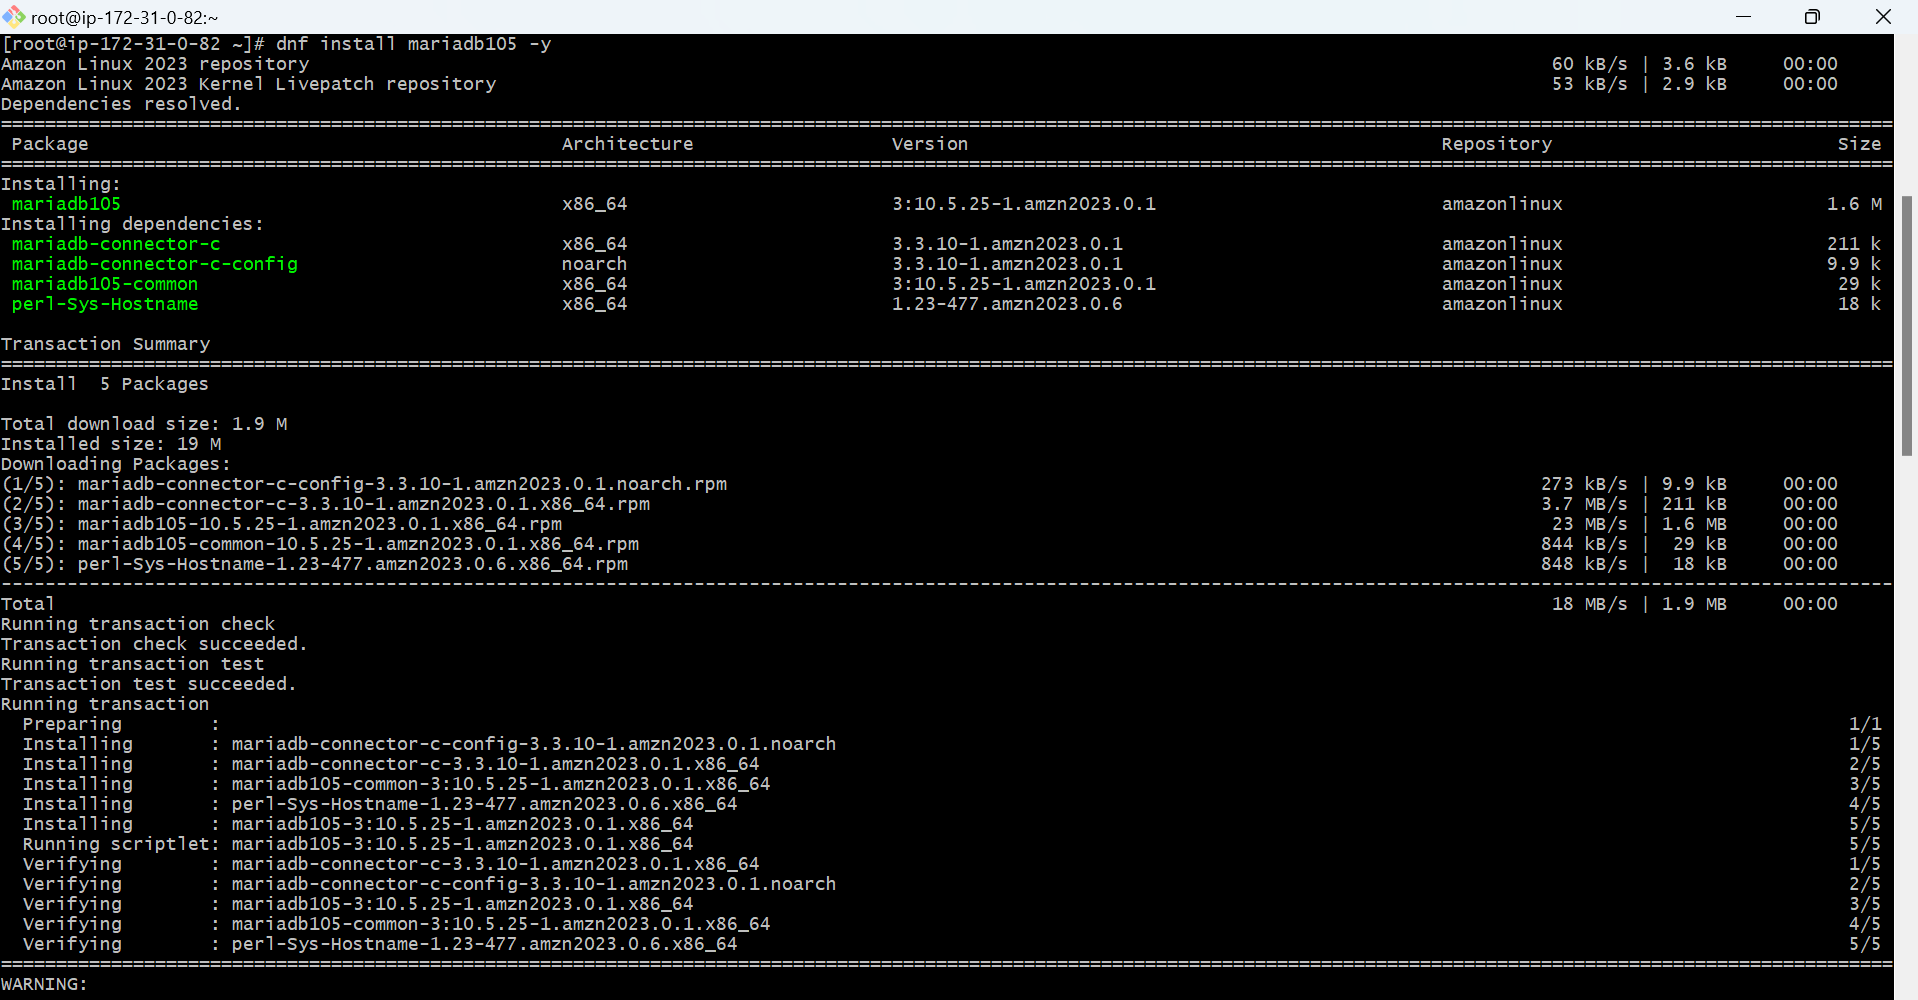 root@ip-172-31-0-82:~
[root@ip-172-31-0-82 ~]# dnf install mariadb105 -y
Amazon Linux 2023 repository 60 kB/s | 3.6 kB 00:00
Amazon Linux 2023 Kernel Livepatch repository 53 kB/s | 2.9 kB 00:00
Dependencies resolved.
Package Architecture Version Repository Size
Installing:
mariadb105 x86_64 3:10.5.25-1.amzn2023.0.1 amazonlinux 1.6 M
Installing dependencies:
mariadb-connector-c x86_64 3.3.10-1.amzn2023.0.1 amazonlinux 211 k
mariadb-connector-c-config noarch 3.3.10-1.amzn2023.0.1 amazonlinux 9.9 k
mariadb105-common x86_64 3:10.5.25-1.amzn2023.0.1 amazonlinux 29 k
perl-Sys-Hostname x86_64 1.23-477.amzn2023.0.6 amazonlinux 18 k
Transaction Summary
Install 5 Packages
Total download size: 1.9 M
Installed size: 19 M
Downloading Packages:
(1/5): mariadb-connector-c-config-3.3.10-1.amzn2023.0.1.noarch.rpm 273 kB/s | 9.9 kB 00:00
(2/5): mariadb-connector-c-3.3.10-1.amzn2023.0.1.x86_64.rpm 3.7 MB/s | 211 kB 00:00
(3/5): mariadb105-10.5.25-1.amzn2023.0.1.x86_64.rpm 23 MB/s | 1.6 MB 00:00
(4/5): mariadb105-common-10.5.25-1.amzn2023.0.1.x86_64.rpm 844 kB/s | 29 kB 00:00
(5/5): perl-Sys-Hostname-1.23-477.amzn2023.0.6.x86_64.rpm 848 kB/s | 18 kB 00:00
Total 18 MB/s | 1.9 MB 00:00
Running transaction check
Transaction check succeeded.
Running transaction test
Transaction test succeeded.
Running transaction
Preparing : 1/1
Installing : mariadb-connector-c-config-3.3.10-1.amzn2023.0.1.noarch 1/5
Installing : mariadb-connector-c-3.3.10-1.amzn2023.0.1.x86_64 2/5
Installing : mariadb105-common-3:10.5.25-1.amzn2023.0.1.x86_64 3/5
Installing : perl-Sys-Hostname-1.23-477.amzn2023.0.6.x86_64 4/5
Installing : mariadb105-3:10.5.25-1.amzn2023.0.1.x86_64 5/5
Running scriptlet: mariadb105-3:10.5.25-1.amzn2023.0.1.x86_64 5/5
Verifying : mariadb-connector-c-3.3.10-1.amzn2023.0.1.x86_64 1/5
Verifying : mariadb-connector-c-config-3.3.10-1.amzn2023.0.1.noarch 2/5
Verifying : mariadb105-3:10.5.25-1.amzn2023.0.1.x86_64 3/5
Verifying : mariadb105-common-3:10.5.25-1.amzn2023.0.1.x86_64 4/5
Verifying : perl-Sys-Hostname-1.23-477.amzn2023.0.6.x86_64 5/5
WARNING: